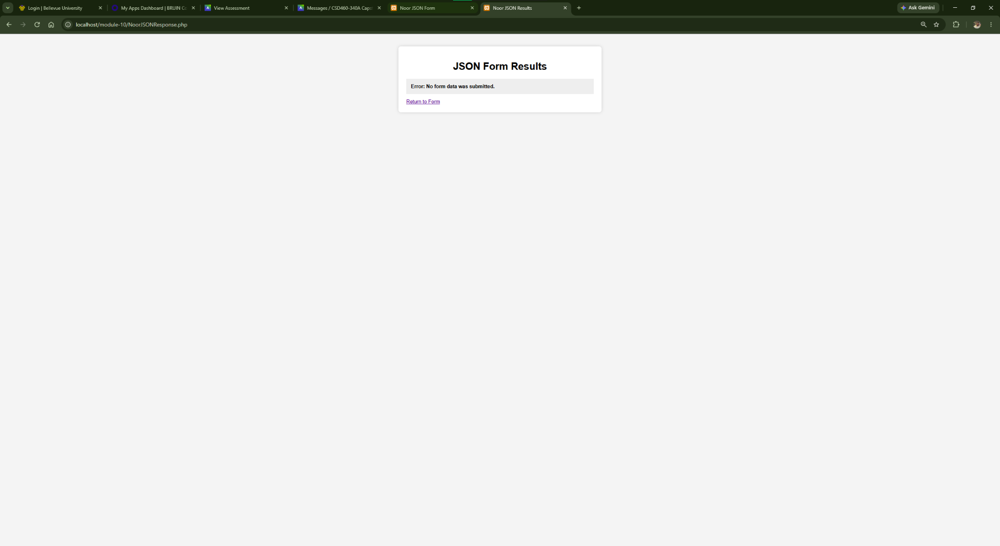 Login | Bellevue University
My Apps Dashboard | BRUIN Co
View Assessment
Messages / CSD460-340A Caps
Noor JSON Form
Noor JSON Results
Ask Gemini
localhost/module-10/NoorJSONResponse.php
JSON Form Results
Error: No form data was submitted.
Return to Form